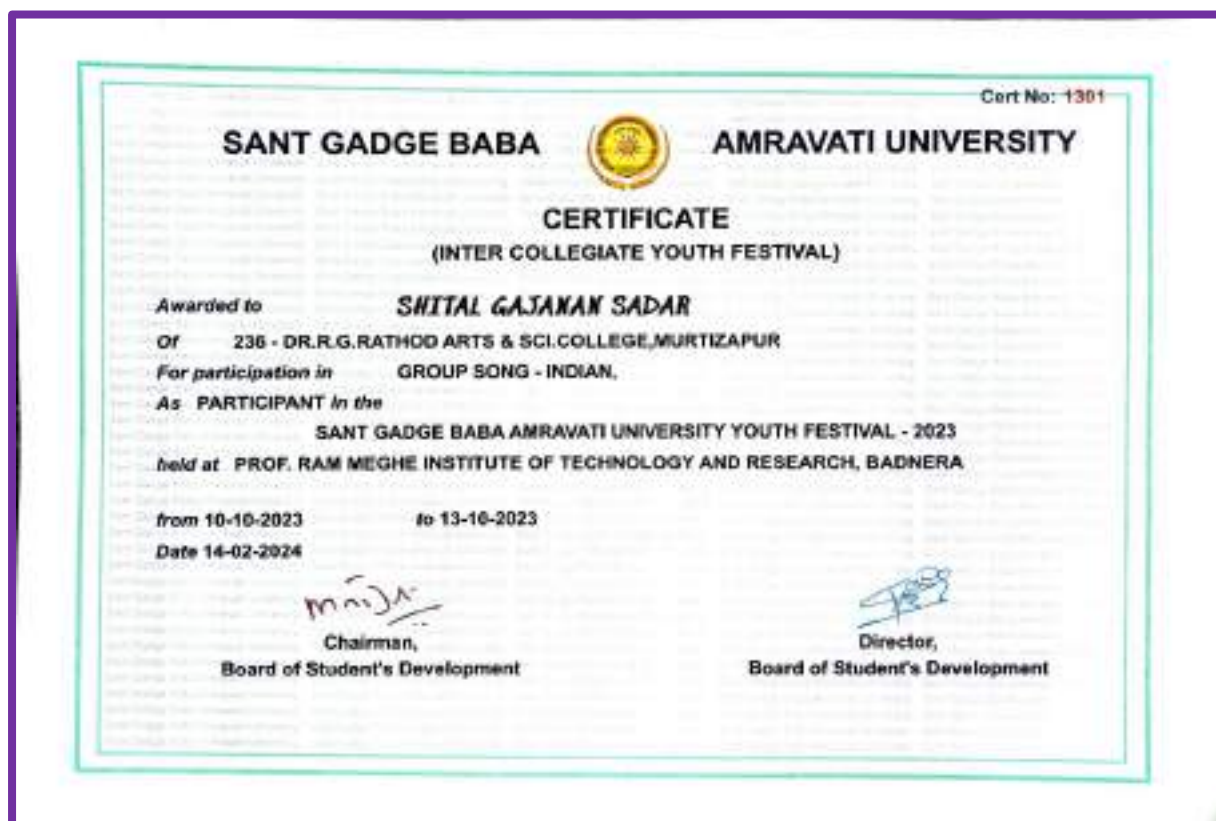 Cert No: 1301
SANT GADGE BABA AMRAVATI UNIVERSITY
CERTIFICATE
(INTER COLLEGIATE YOUTH FESTIVAL)
Awarded to SHITAL GAJANAN SADAR
Of 236 - DR.R.G.RATHOD ARTS & SCI.COLLEGE,MURTIZAPUR
For participation in GROUP SONG - INDIAN,
As PARTICIPANT in the
SANT GADGE BABA AMRAVATI UNIVERSITY YOUTH FESTIVAL - 2023
held at PROF. RAM MEGHE INSTITUTE OF TECHNOLOGY AND RESEARCH, BADNERA
from 10-10-2023 to 13-10-2023
Date 14-02-2024
Chairman, Director,
Board of Student's Development Board of Student's Development